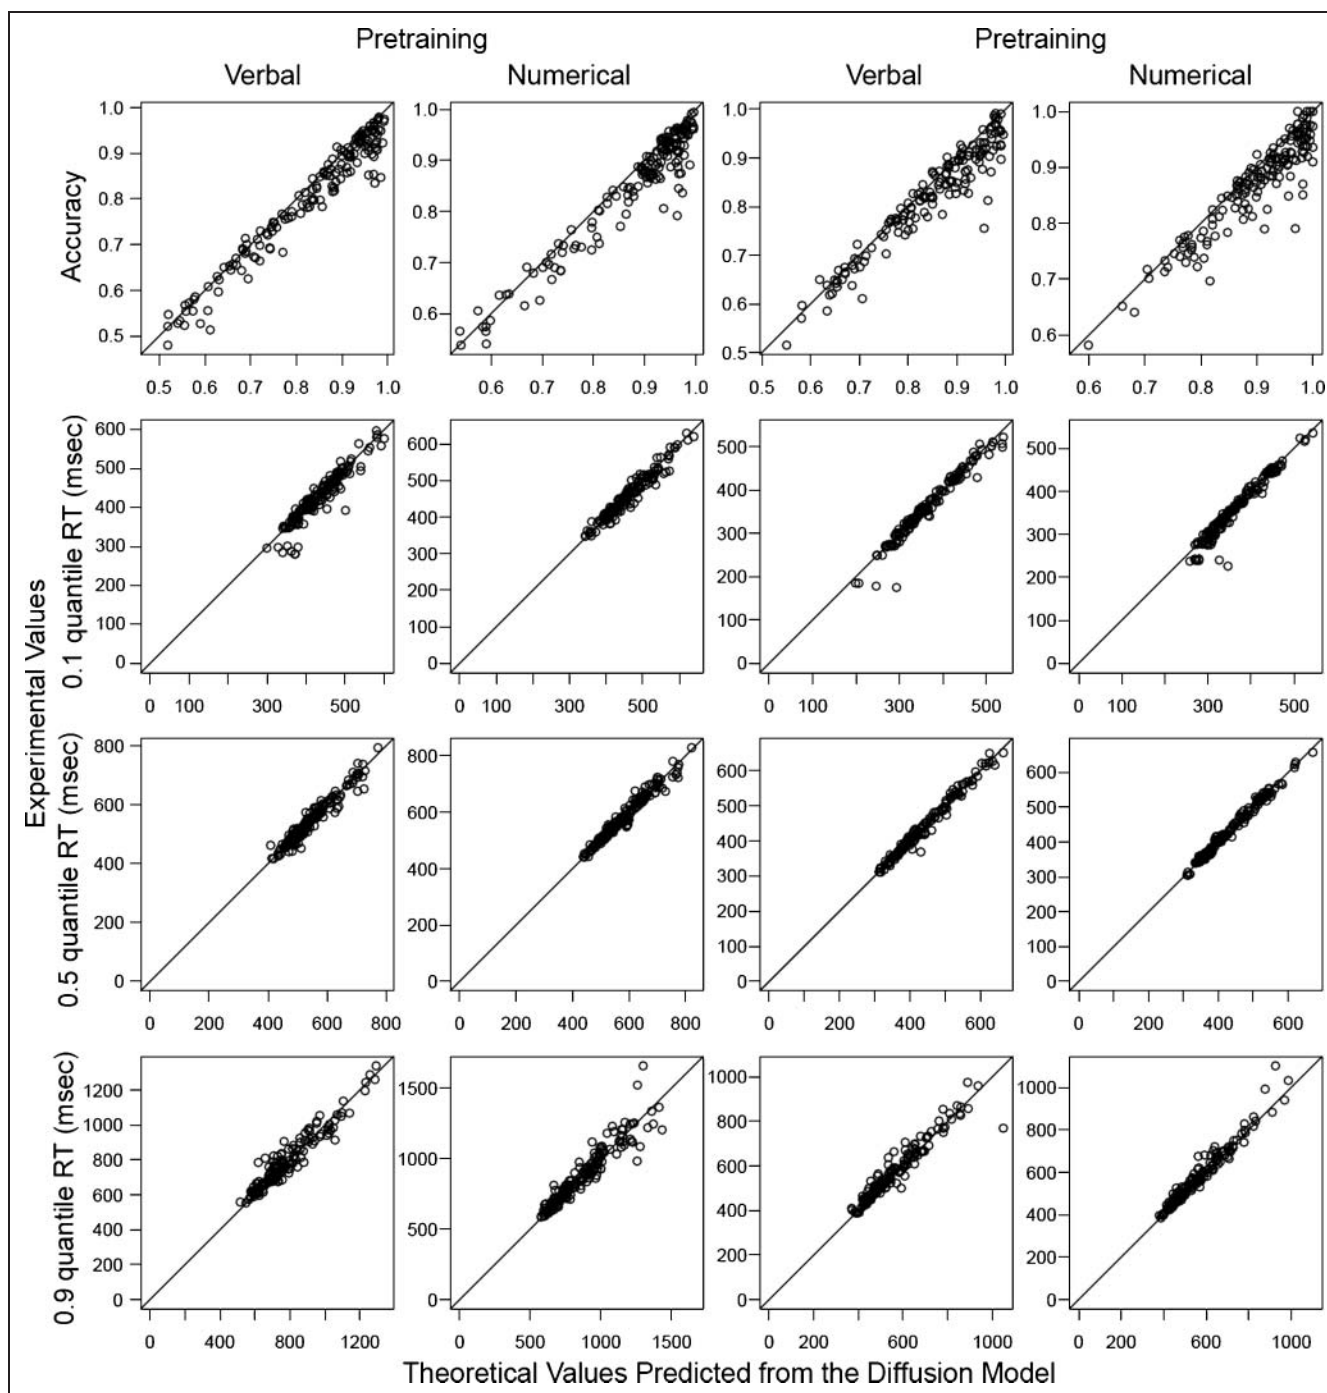 Pretraining Pretraining
Verbal Numerical Verbal Numerical
Experimental Values
Accuracy
1.0 0.9 0.8 0.7 0.6 0.5
0.5 0.6 0.7 0.8 0.9 1.0
1.0 0.9 0.8 0.7 0.6
0.6 0.7 0.8 0.9 1.0
1.0 0.9 0.8 0.7 0.6 0.5
0.5 0.6 0.7 0.8 0.9 1.0
1.0 0.9 0.8 0.7 0.6
0.6 0.7 0.8 0.9 1.0
0.1 quantile RT (msec)
600 500 400 300 200 100 0
0 100 300 500
600 500 400 300 200 100 0
0 100 300 500
500 400 300 200 100 0
0 100 300 500
500 400 300 200 100 0
0 100 300 500
0.5 quantile RT (msec)
800 600 400 200 0
0 200 400 600 800
800 600 400 200 0
0 200 400 600 800
600 500 400 300 200 100 0
0 200 400 600
600 500 400 300 200 100 0
0 200 400 600
0.9 quantile RT (msec)
1200 1000 800 600 400 200 0
0 400 800 1200
1500 1000 500 0
0 500 1000 1500
1000 800 600 400 200 0
0 200 400 600 1000
1000 800 600 400 200 0
0 200 400 600 1000
Theoretical Values Predicted from the Diffusion Model